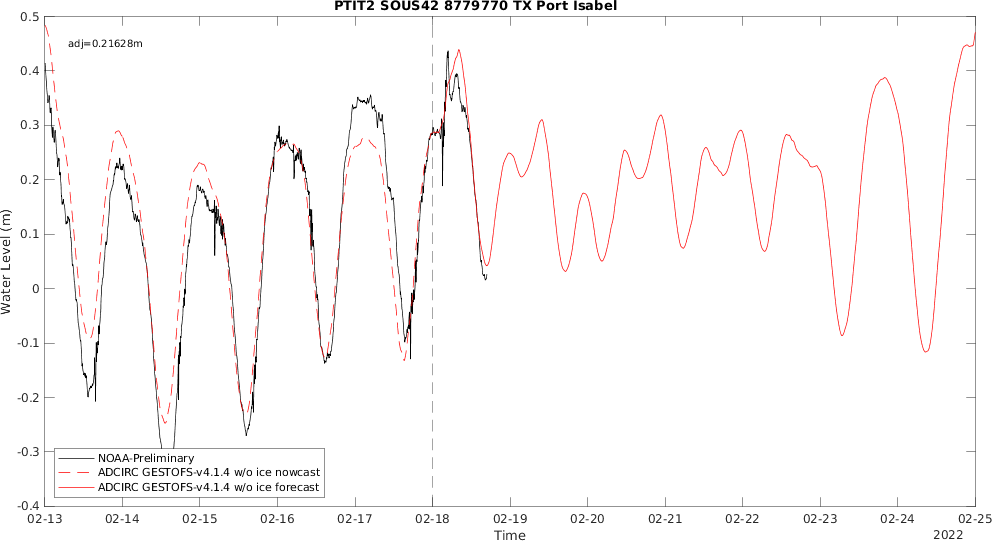 PTIT2 SOUS42 8779770 TX Port Isabel
adj=0.21628m
0.5
0.4
0.3
0.2
0.1
0
-0.1
-0.2
-0.3
-0.4
Water Level (m)
NOAA-Preliminary
ADCIRC GESTOFS-v4.1.4 w/o ice nowcast
ADCIRC GESTOFS-v4.1.4 w/o ice forecast
02-13 02-14 02-15 02-16 02-17 02-18 02-19 02-20 02-21 02-22 02-23 02-24 02-25
Time
2022